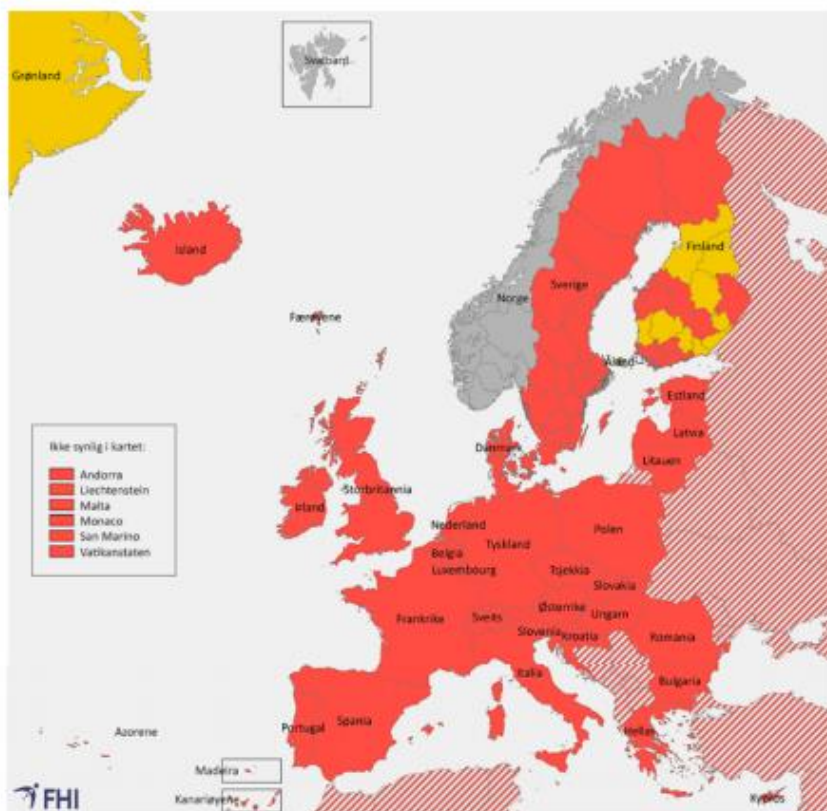 Grønland
Svalbard
Island
Finland
Norge
Sverige
Færøyene
Åland
Estland
Ikke synlig i kartet:
Andorra
Liechtenstein
Malta
Monaco
San Marino
Vatikanstaten
Danmark
Latvia
Litauen
Storbritannia
Irland
Nederland
Polen
Tyskland
Belgia
Luxembourg
Tsjekkia
Slovakia
Østerrike
Ungarn
Frankrike
Sveits
Slovenia
Kroatia
Romania
Italia
Bulgaria
Portugal
Spania
Hellas
Azorene
Madeira
Kanariøyene
Kypros
FHI